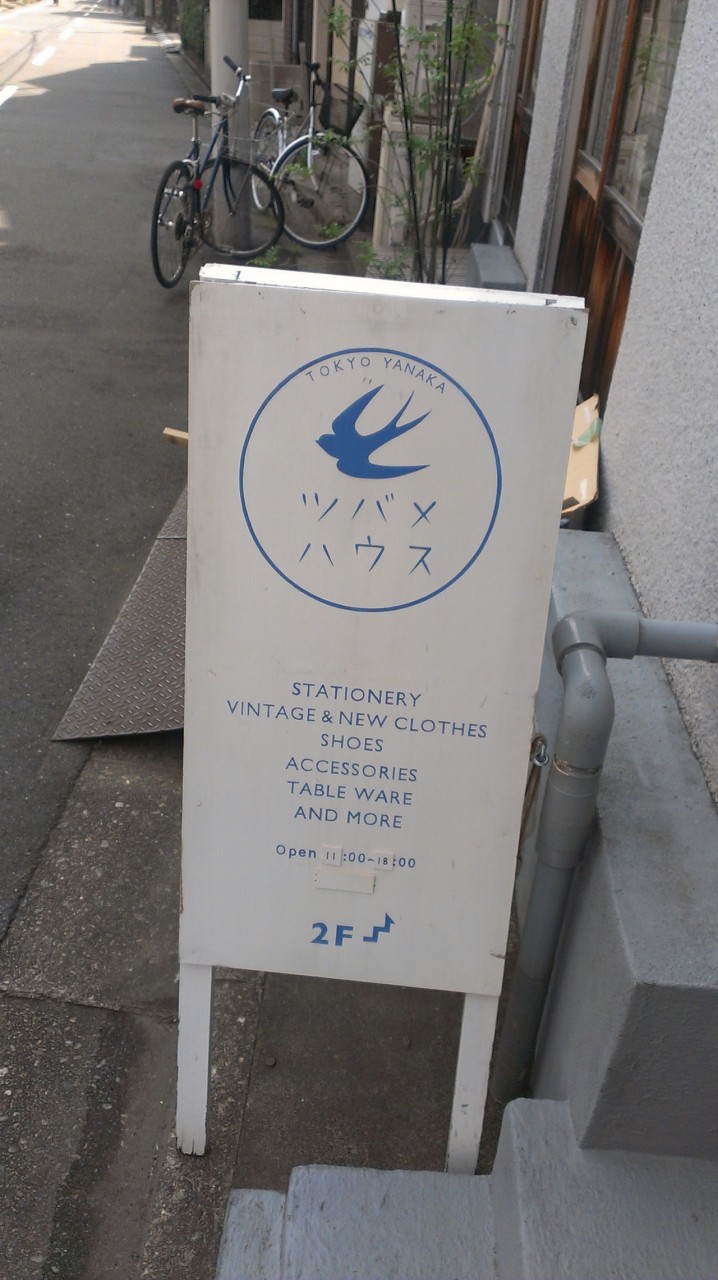 TOKYO YANAKA
ツバメ
ハウス
STATIONERY
VINTAGE & NEW CLOTHES
SHOES
ACCESSORIES
TABLE WARE
AND MORE
Open 11:00~18:00
2F